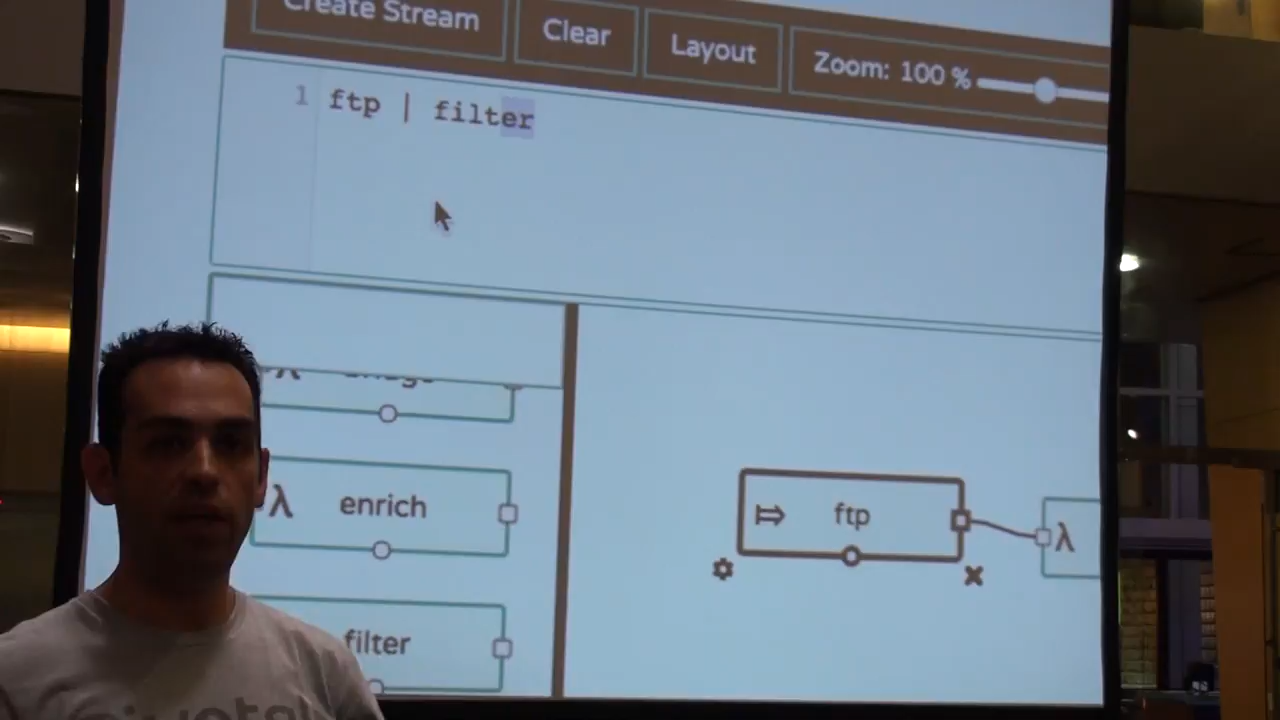 Create Stream Clear Layout Zoom: 100 %
1 ftp | filter
λ
λ enrich
ftp λ
filter